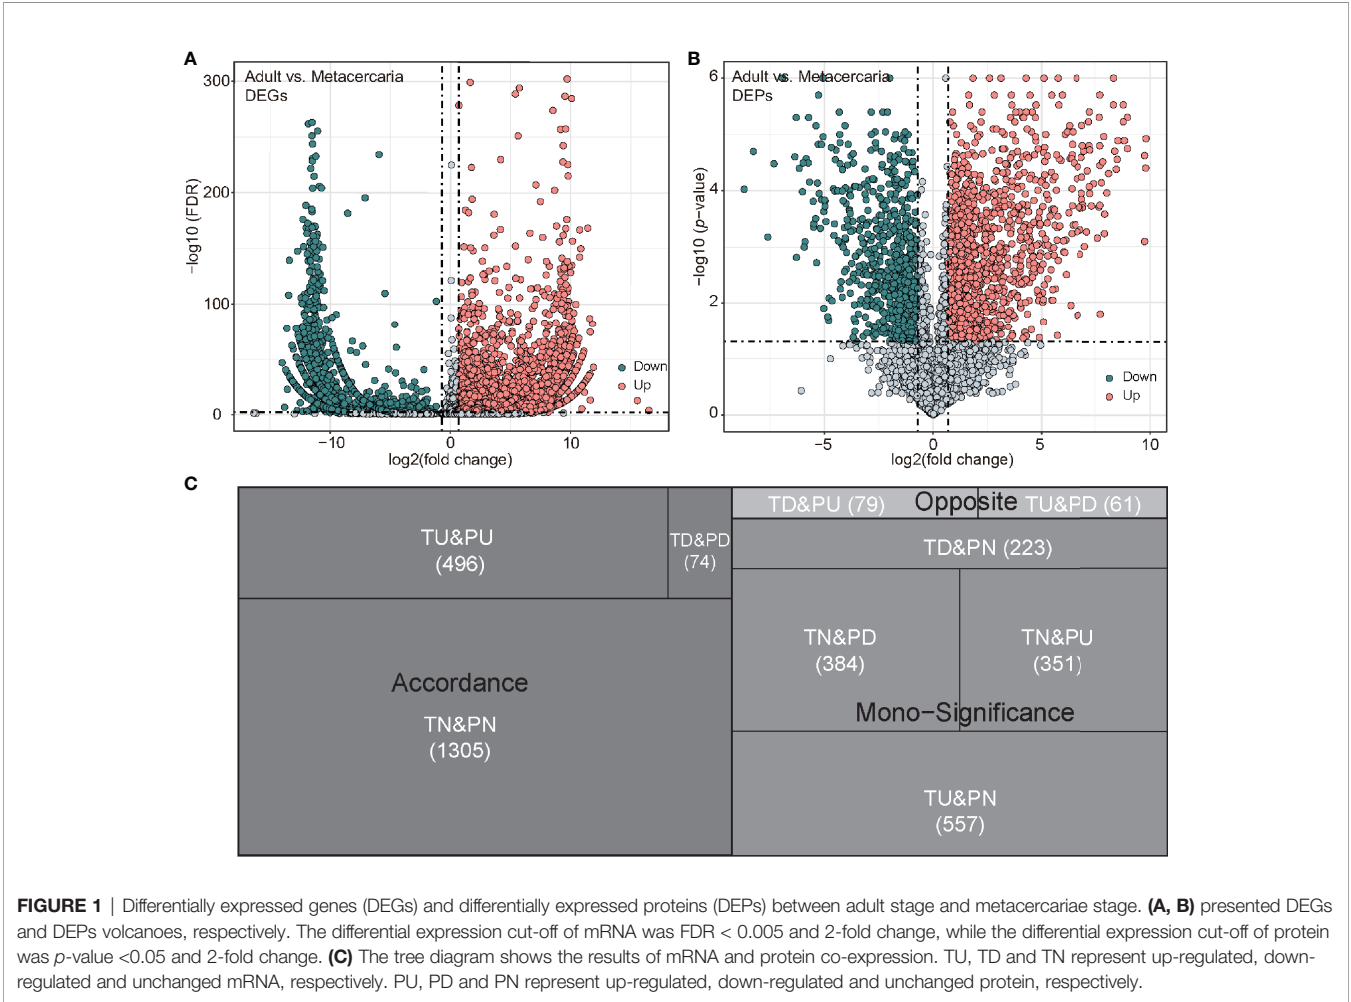 A
Adult vs. Metacercaria
DEGs
300
200
100
0
−log10 (FDR)
Down
Up
−10
0
10
log2(fold change)
B
Adult vs. Metacercaria
DEPs
6
4
2
0
−log10 (p−value)
Down
Up
−5
0
5
10
log2(fold change)
C
TU&PU
(496)
TD&PD
(74)
Accordance
TN&PN
(1305)
TD&PU (79)
Opposite
TU&PD (61)
TD&PN (223)
TN&PD
(384)
TN&PU
(351)
Mono−Significance
TU&PN
(557)
FIGURE 1 | Differentially expressed genes (DEGs) and differentially expressed proteins (DEPs) between adult stage and metacercariae stage. (A, B) presented DEGs
and DEPs volcanoes, respectively. The differential expression cut-off of mRNA was FDR < 0.005 and 2-fold change, while the differential expression cut-off of protein
was p-value <0.05 and 2-fold change. (C) The tree diagram shows the results of mRNA and protein co-expression. TU, TD and TN represent up-regulated, down-
regulated and unchanged mRNA, respectively. PU, PD and PN represent up-regulated, down-regulated and unchanged protein, respectively.